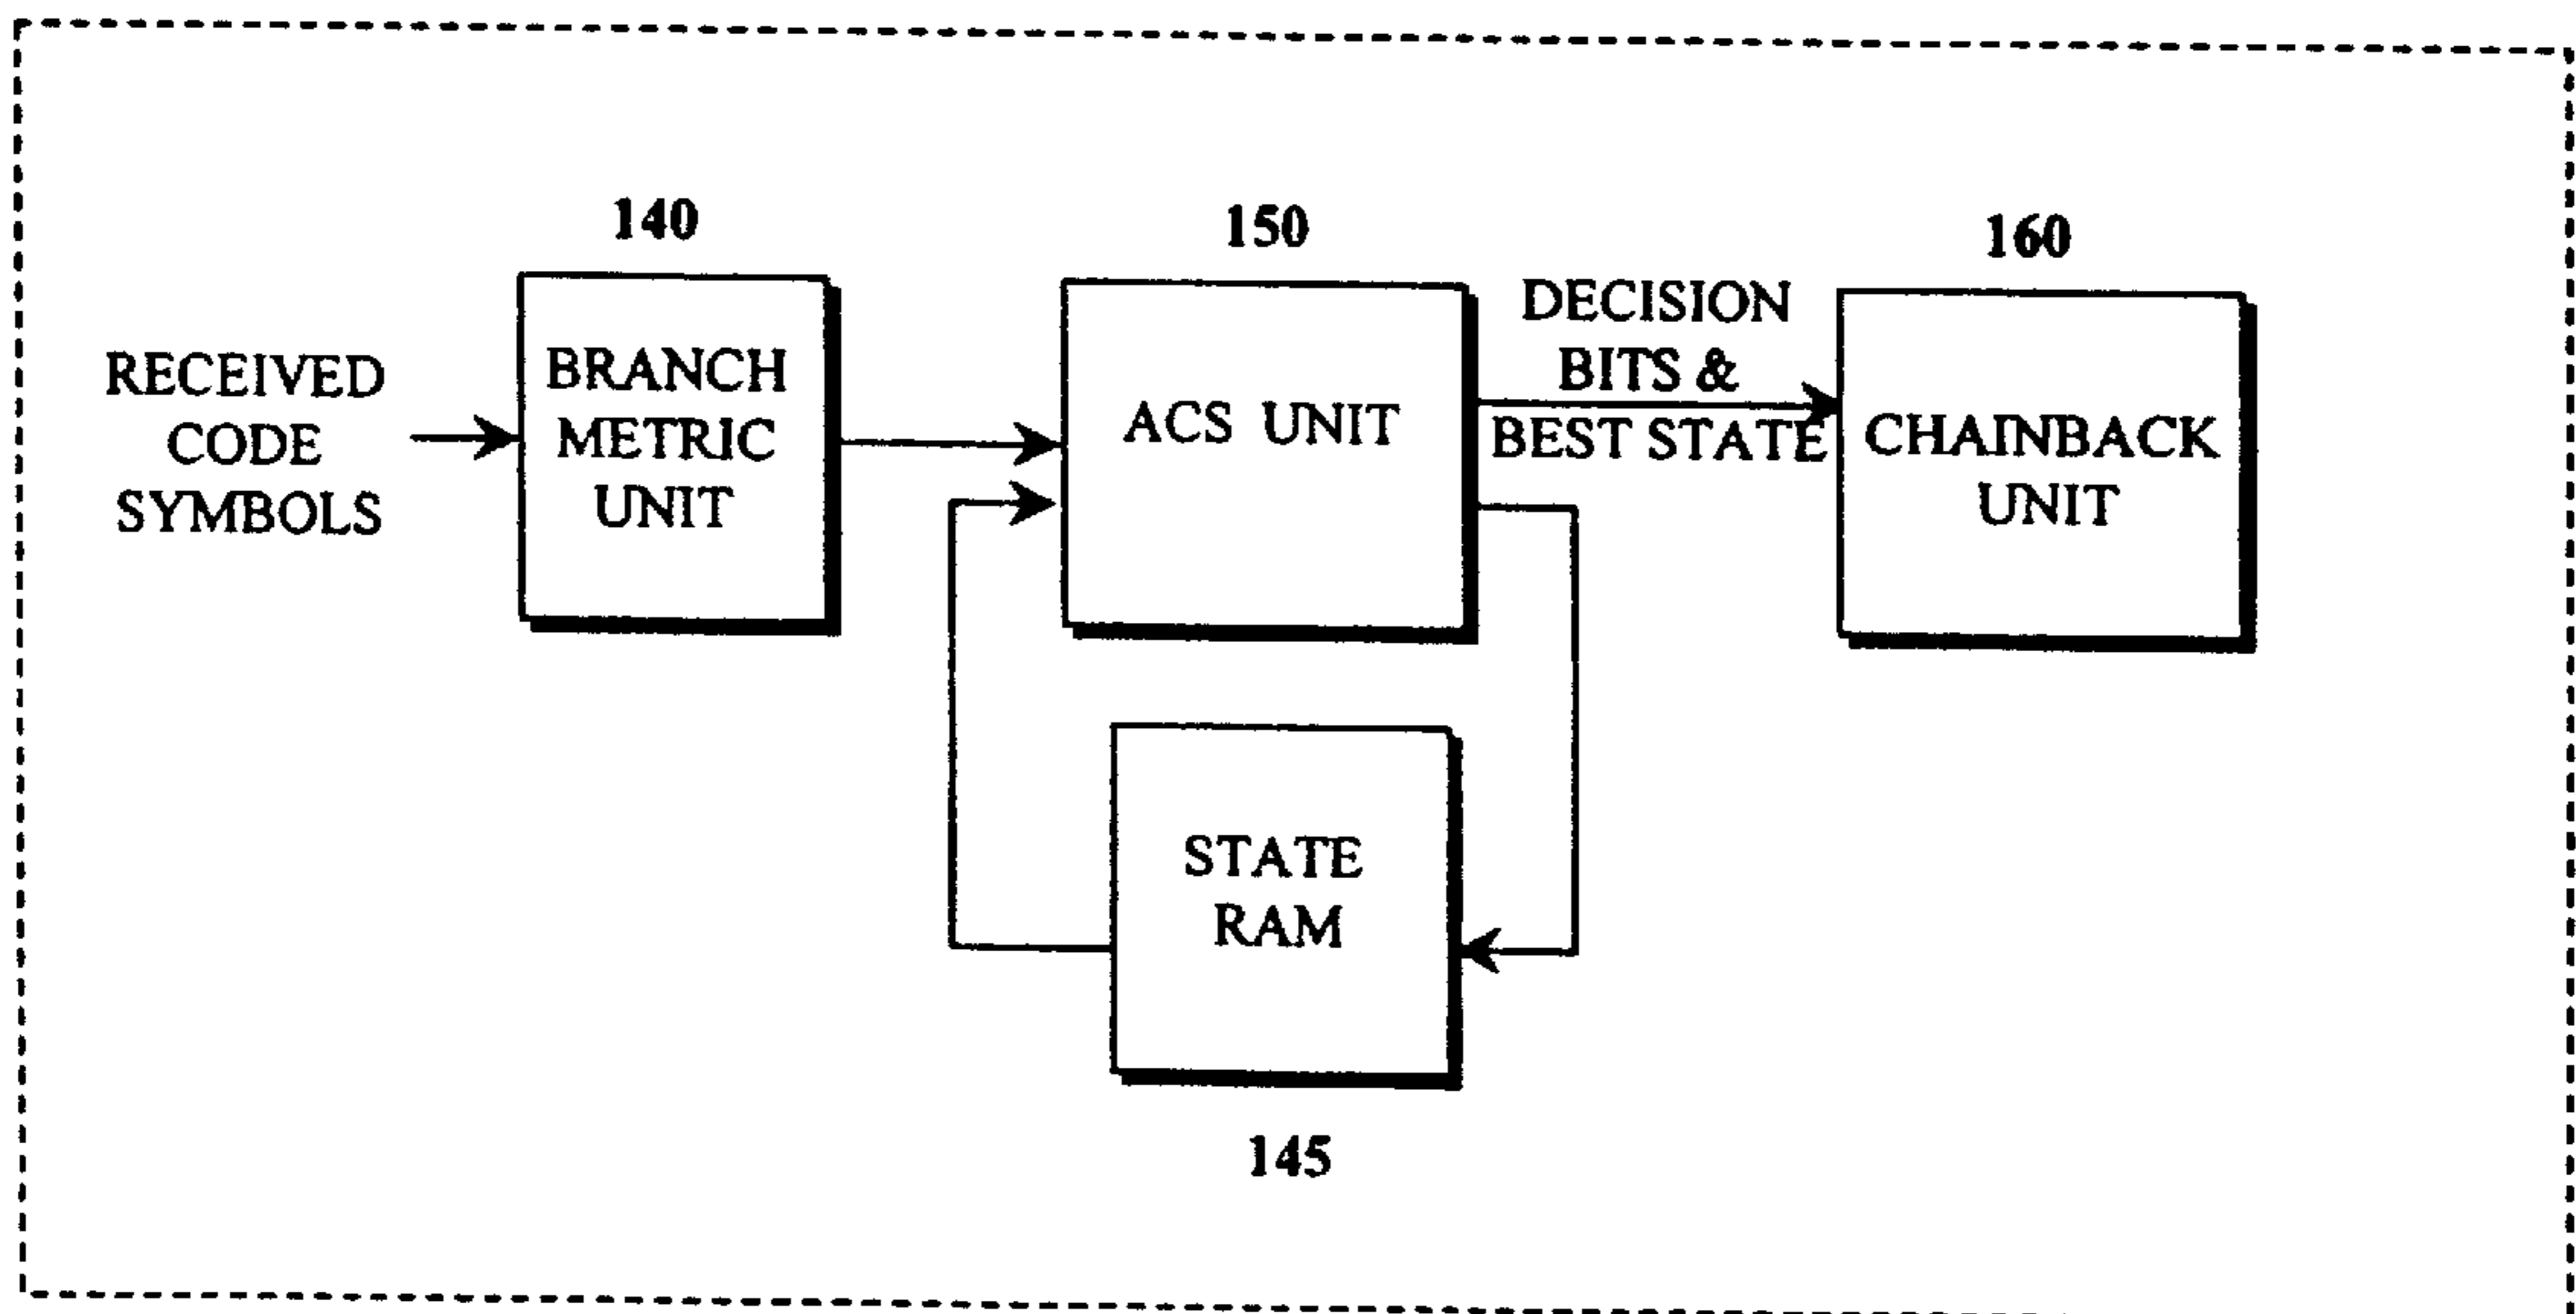 140
150
160
RECEIVED
CODE
SYMBOLS
BRANCH
METRIC
UNIT
ACS UNIT
DECISION
BITS &
BEST STATE
CHAINBACK
UNIT
STATE
RAM
145